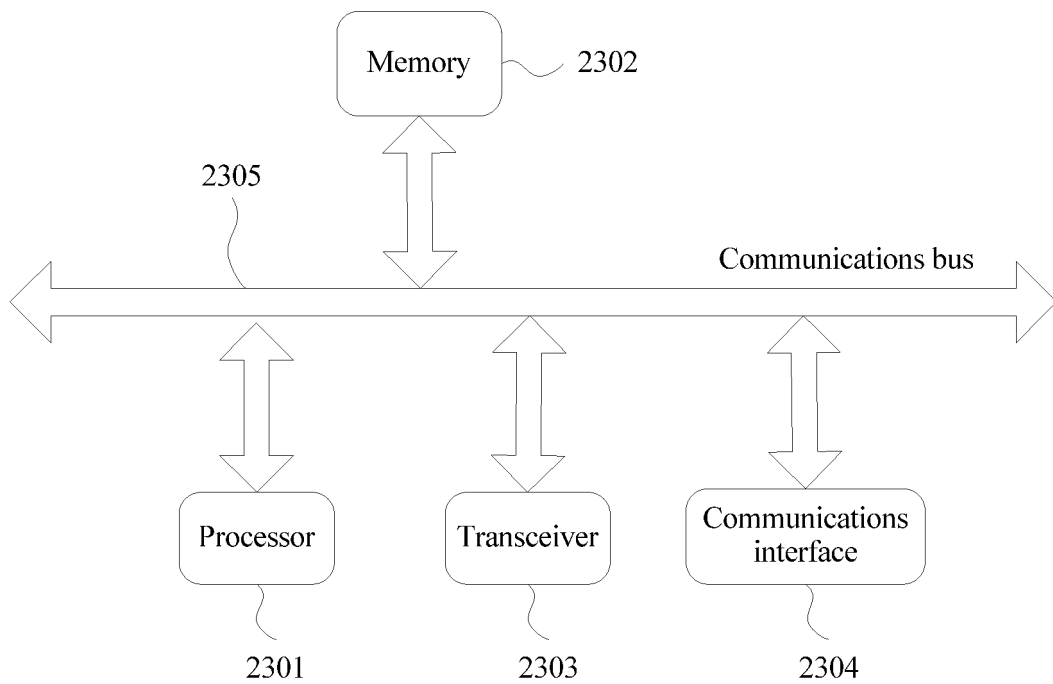 Memory
2302
2305
Communications bus
Processor
Transceiver
Communications
interface
2301
2303
2304